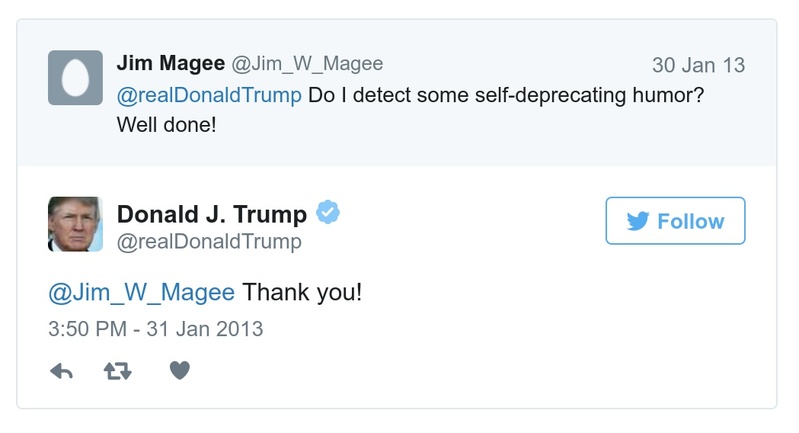 Jim Magee @Jim_W_Magee 30 Jan 13
@realDonaldTrump Do I detect some self-deprecating humor?
Well done!
Donald J. Trump
Follow
@realDonaldTrump
@Jim_W_Magee Thank you!
3:50 PM - 31 Jan 2013